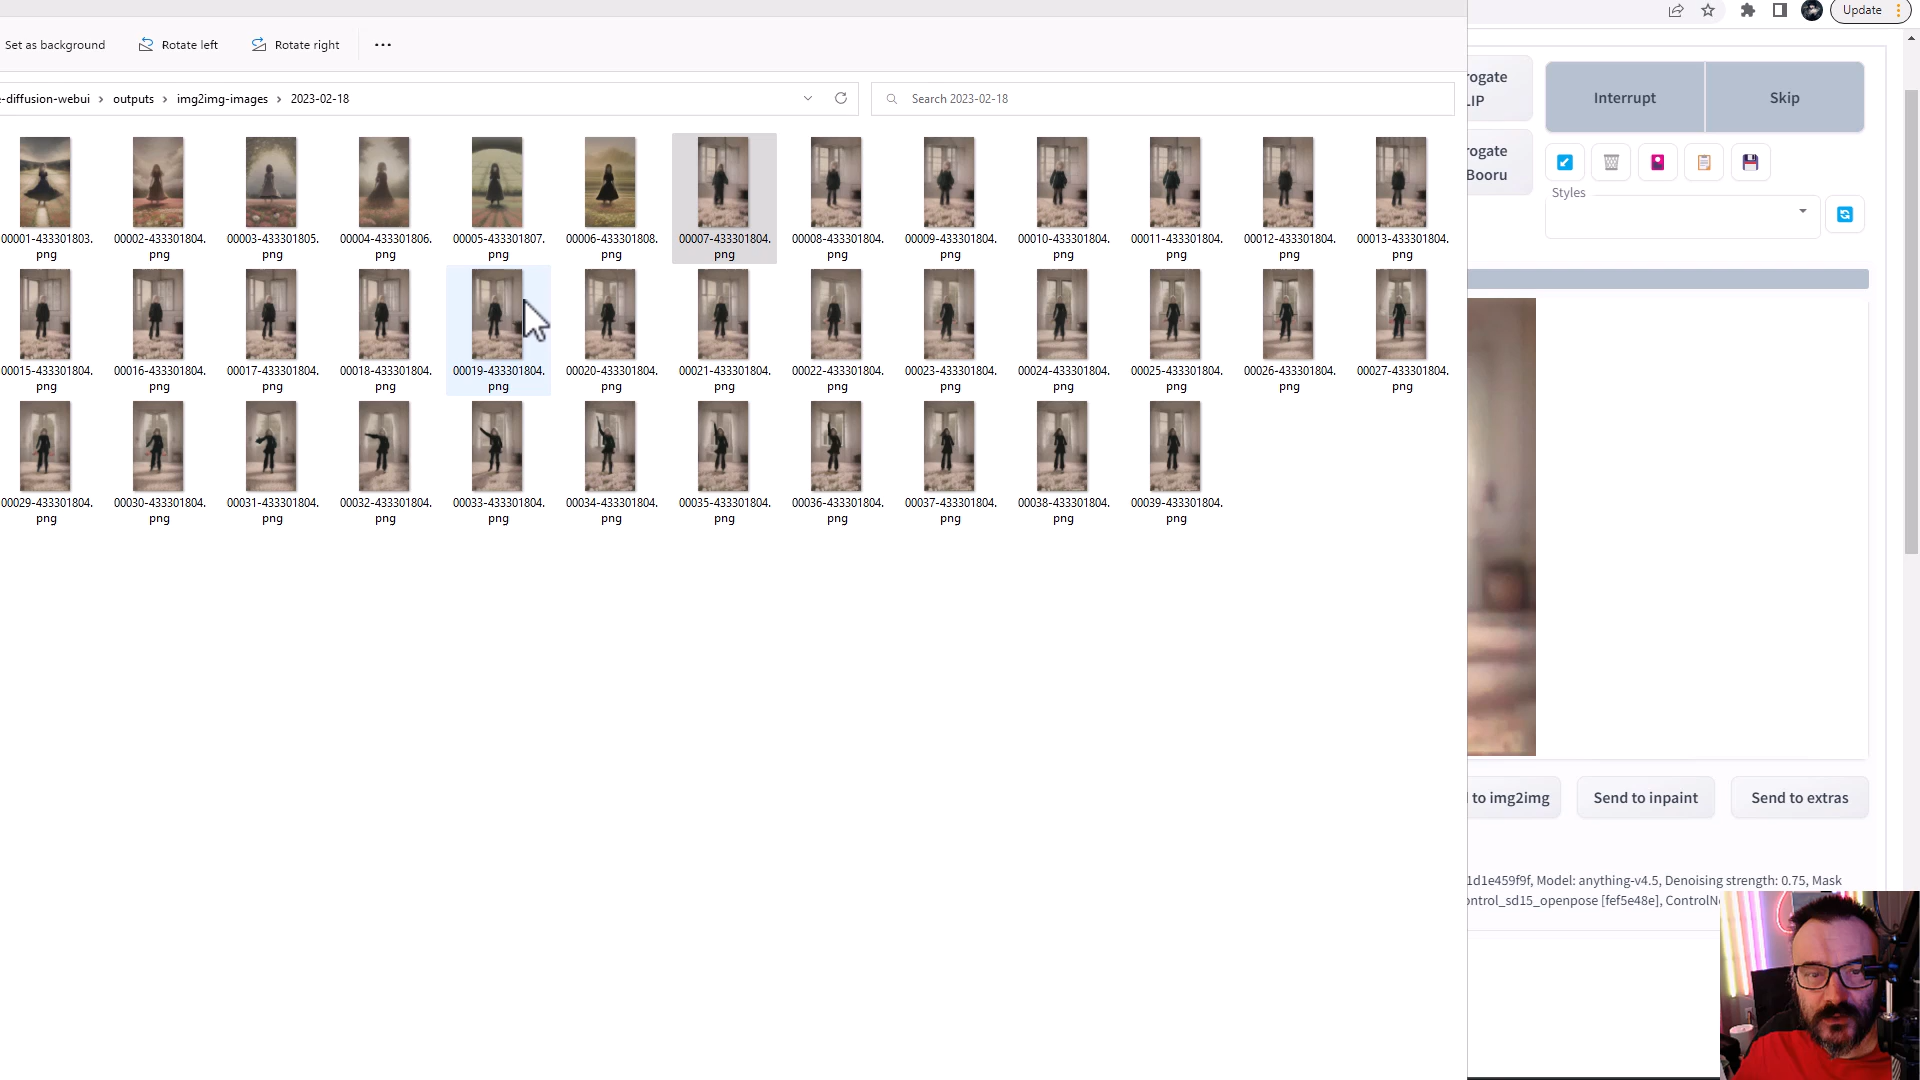 Update
Set as background
Rotate left
Rotate right
e-diffusion-webui
outputs
img2img-images
2023-02-18
Search 2023-02-18
00001-433301803.
png
00002-433301804.
png
00003-433301805.
png
00004-433301806.
png
00005-433301807.
png
00006-433301808.
png
00007-433301804.
png
00008-433301804.
png
00009-433301804.
png
00010-433301804.
png
00011-433301804.
png
00012-433301804.
png
00013-433301804.
png
00015-433301804.
png
00016-433301804.
png
00017-433301804.
png
00018-433301804.
png
00019-433301804.
png
00020-433301804.
png
00021-433301804.
png
00022-433301804.
png
00023-433301804.
png
00024-433301804.
png
00025-433301804.
png
00026-433301804.
png
00027-433301804.
png
00029-433301804.
png
00030-433301804.
png
00031-433301804.
png
00032-433301804.
png
00033-433301804.
png
00034-433301804.
png
00035-433301804.
png
00036-433301804.
png
00037-433301804.
png
00038-433301804.
png
00039-433301804.
png
rogate
LIP
Interrupt
Skip
rogate
Booru
Styles
to img2img
Send to inpaint
Send to extras
1d1e459f9f, Model: anything-v4.5, Denoising strength: 0.75, Mask
ontrol_sd15_openpose [fef5e48e], ControlNe